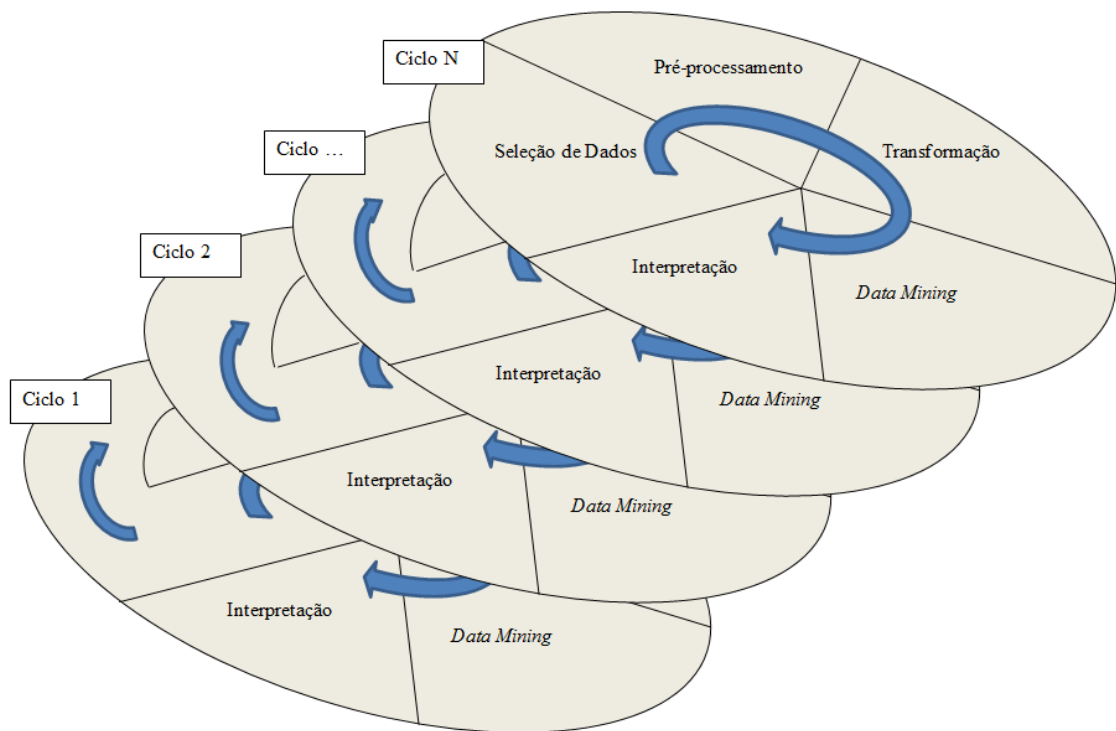 Ciclo N
Pré-processamento
Ciclo ...
Seleção de Dados
Transformação
Ciclo 2
Interpretação
Data Mining
Ciclo 1
Interpretação
Data Mining
Interpretação
Data Mining
Interpretação
Data Mining